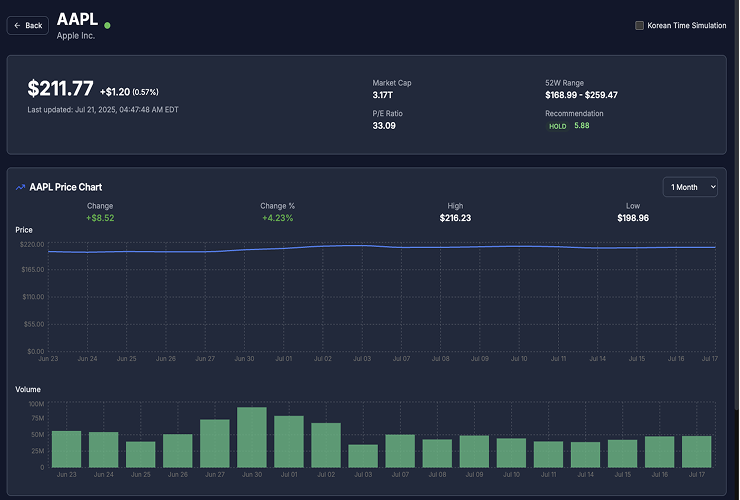 ← Back
AAPL
Apple Inc.
Korean Time Simulation
$211.77 +$1.20 (0.57%)
Last updated: Jul 21, 2025, 04:47:48 AM EDT
Market Cap
3.17T
52W Range
$168.99 - $259.47
P/E Ratio
33.09
Recommendation
HOLD 5.88
AAPL Price Chart
1 Month
Change
+$8.52
Change %
+4.23%
High
$216.23
Low
$198.96
Price
$220.00
$165.00
$110.00
$55.00
$0.00
Jun 23 Jun 24 Jun 25 Jun 26 Jun 27 Jun 30 Jul 01 Jul 02 Jul 03 Jul 07 Jul 08 Jul 09 Jul 10 Jul 11 Jul 14 Jul 15 Jul 16 Jul 17
Volume
100M
75M
50M
25M
0
Jun 23 Jun 24 Jun 25 Jun 26 Jun 27 Jun 30 Jul 01 Jul 02 Jul 03 Jul 07 Jul 08 Jul 09 Jul 10 Jul 11 Jul 14 Jul 15 Jul 16 Jul 17